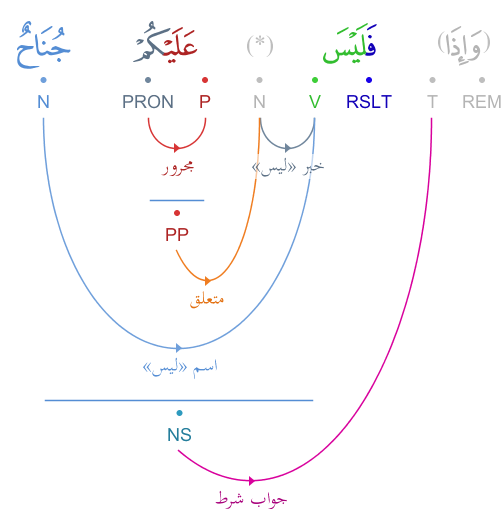 (وَإِذَا) فَلَيْسَ (*) عَلَيْكُمْ جُنَاحٌ
REM T RSLT V N P PRON N
خبر «ليس» مجرور
PP
متعلق
اسم «ليس»
NS
جواب شرط